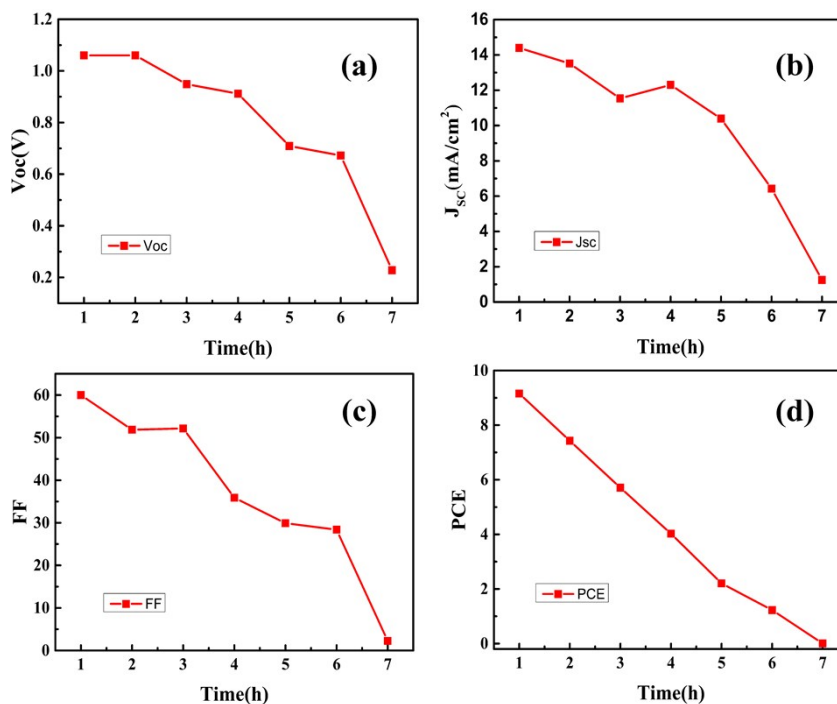 1.2
1.0
0.8
0.6
0.4
0.2
Voc(V)
(a)
Voc
1 2 3 4 5 6 7
Time(h)
16
14
12
10
8
6
4
2
0
J_SC(mA/cm²)
(b)
Jsc
1 2 3 4 5 6 7
Time(h)
60
50
40
30
20
10
0
FF
(c)
FF
1 2 3 4 5 6 7
Time(h)
10
8
6
4
2
0
PCE
(d)
PCE
1 2 3 4 5 6 7
Time(h)